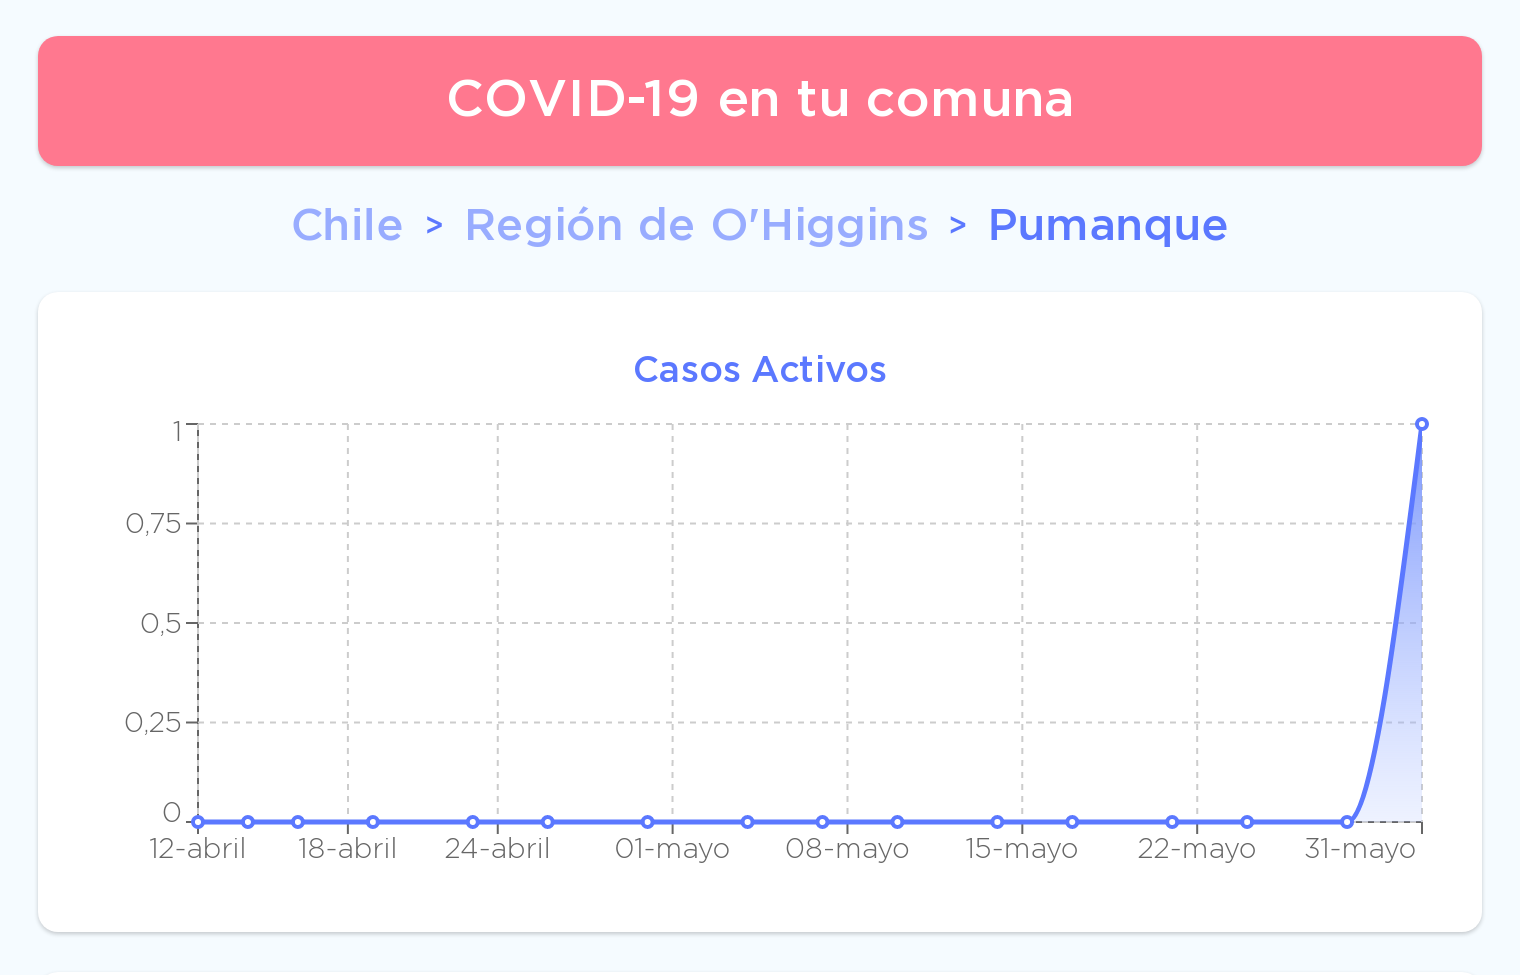 COVID-19 en tu comuna
Chile > Región de O'Higgins > Pumanque
Casos Activos
1
0,75
0,5
0,25
0
12-abril 18-abril 24-abril 01-mayo 08-mayo 15-mayo 22-mayo 31-mayo